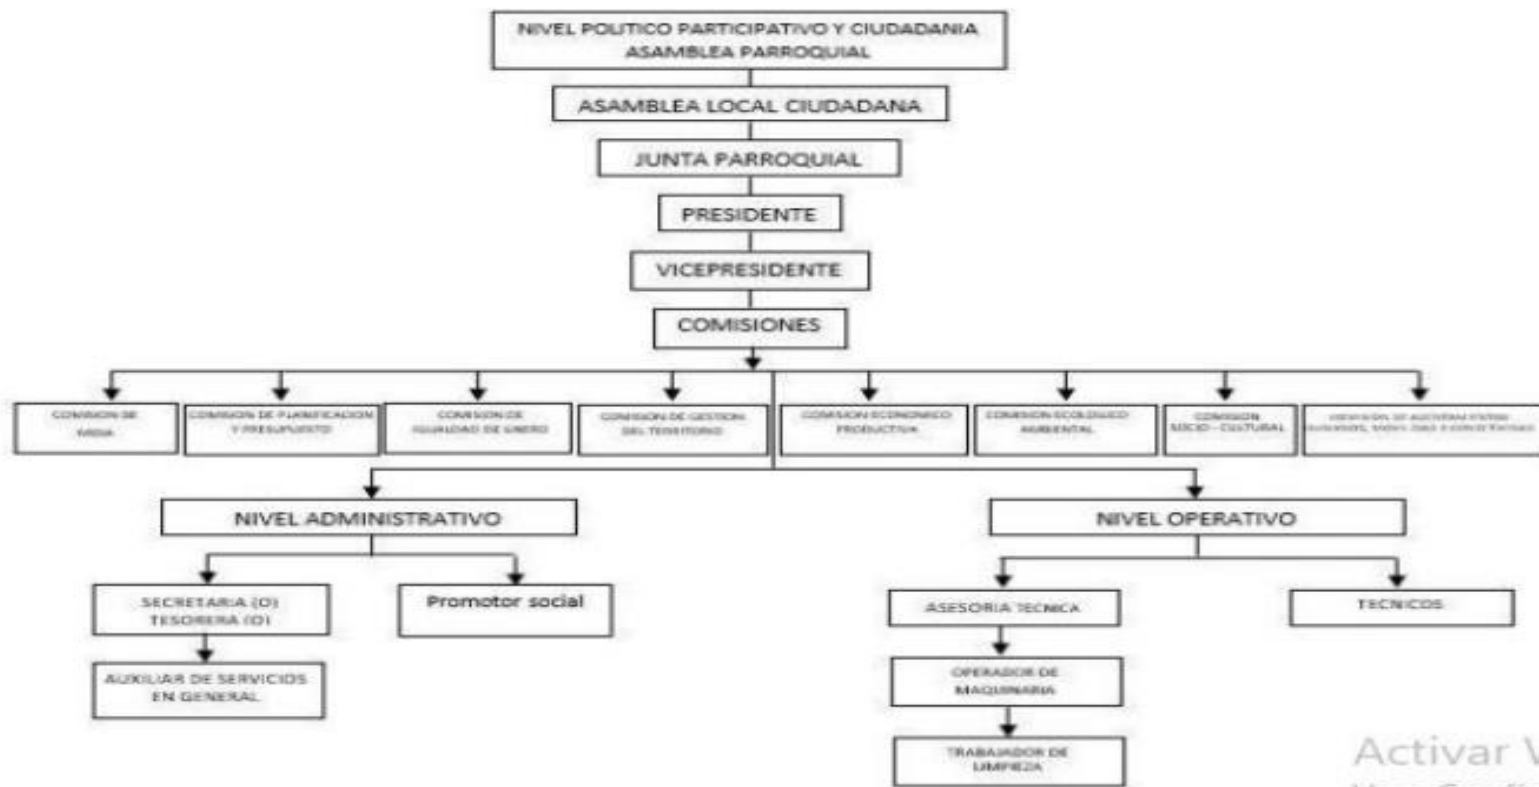 NIVEL POLITICO PARTICIPATIVO Y CIUDADANIA
ASAMBLEA PARROQUIAL
ASAMBLEA LOCAL CIUDADANA
JUNTA PARROQUIAL
PRESIDENTE
VICEPRESIDENTE
COMISIONES
COMISION DE
MESA
COMISION DE PLANIFICACION
Y PRESUPUESTO
COMISION DE
IGUALDAD DE GNERO
COMISION DE GESTION
DEL TERRITORIO
COMISION ECONOMICO
PRODUCTIVA
COMISION ECOLOGICO
AMBIENTAL
COMISION
SOCIO - CULTURAL
NIVEL ADMINISTRATIVO
NIVEL OPERATIVO
SECRETARIA (O)
TESORERA (O)
Promotor social
ASESORIA TECNICA
TECNICOS
AUXILIAR DE SERVICIOS
EN GENERAL
OPERADOR DE
MAQUINARIA
TRABAJADOR DE
LIMPIEZA
Activar